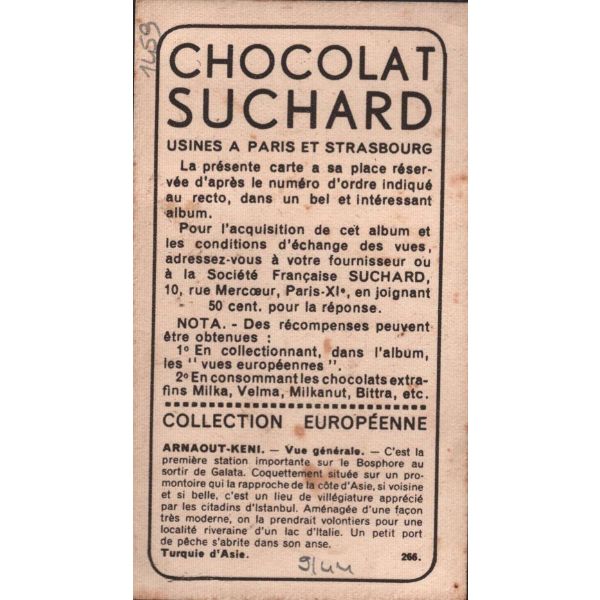 1459
CHOCOLAT
SUCHARD
USINES A PARIS ET STRASBOURG
La présente carte a sa place réser-
vée d'après le numéro d'ordre indiqué
au recto, dans un bel et intéressant
album.
Pour l'acquisition de cet album et
les conditions d'échange des vues,
adressez-vous à votre fournisseur ou
à la Société Française SUCHARD,
10, rue Mercœur, Paris-XIe, en joignant
50 cent. pour la réponse.
NOTA. - Des récompenses peuvent
être obtenues :
1o En collectionnant, dans l'album,
les "vues européennes".
2o En consommant les chocolats extra-
fins Milka, Velma, Milkanut, Bittra, etc.
COLLECTION EUROPÉENNE
ARNAOUT-KENI. — Vue générale. — C'est la
première station importante sur le Bosphore au
sortir de Galata. Coquettement située sur un pro-
montoire qui la rapproche de la côte d'Asie, si voisine
et si belle, c'est un lieu de villégiature apprécié
par les citadins d'Istanbul. Aménagée d'une façon
très moderne, on la prendrait volontiers pour une
localité riveraine d'un lac d'Italie. Un petit port
de pêche s'abrite dans son anse.
Turquie d'Asie. 266.
9/44